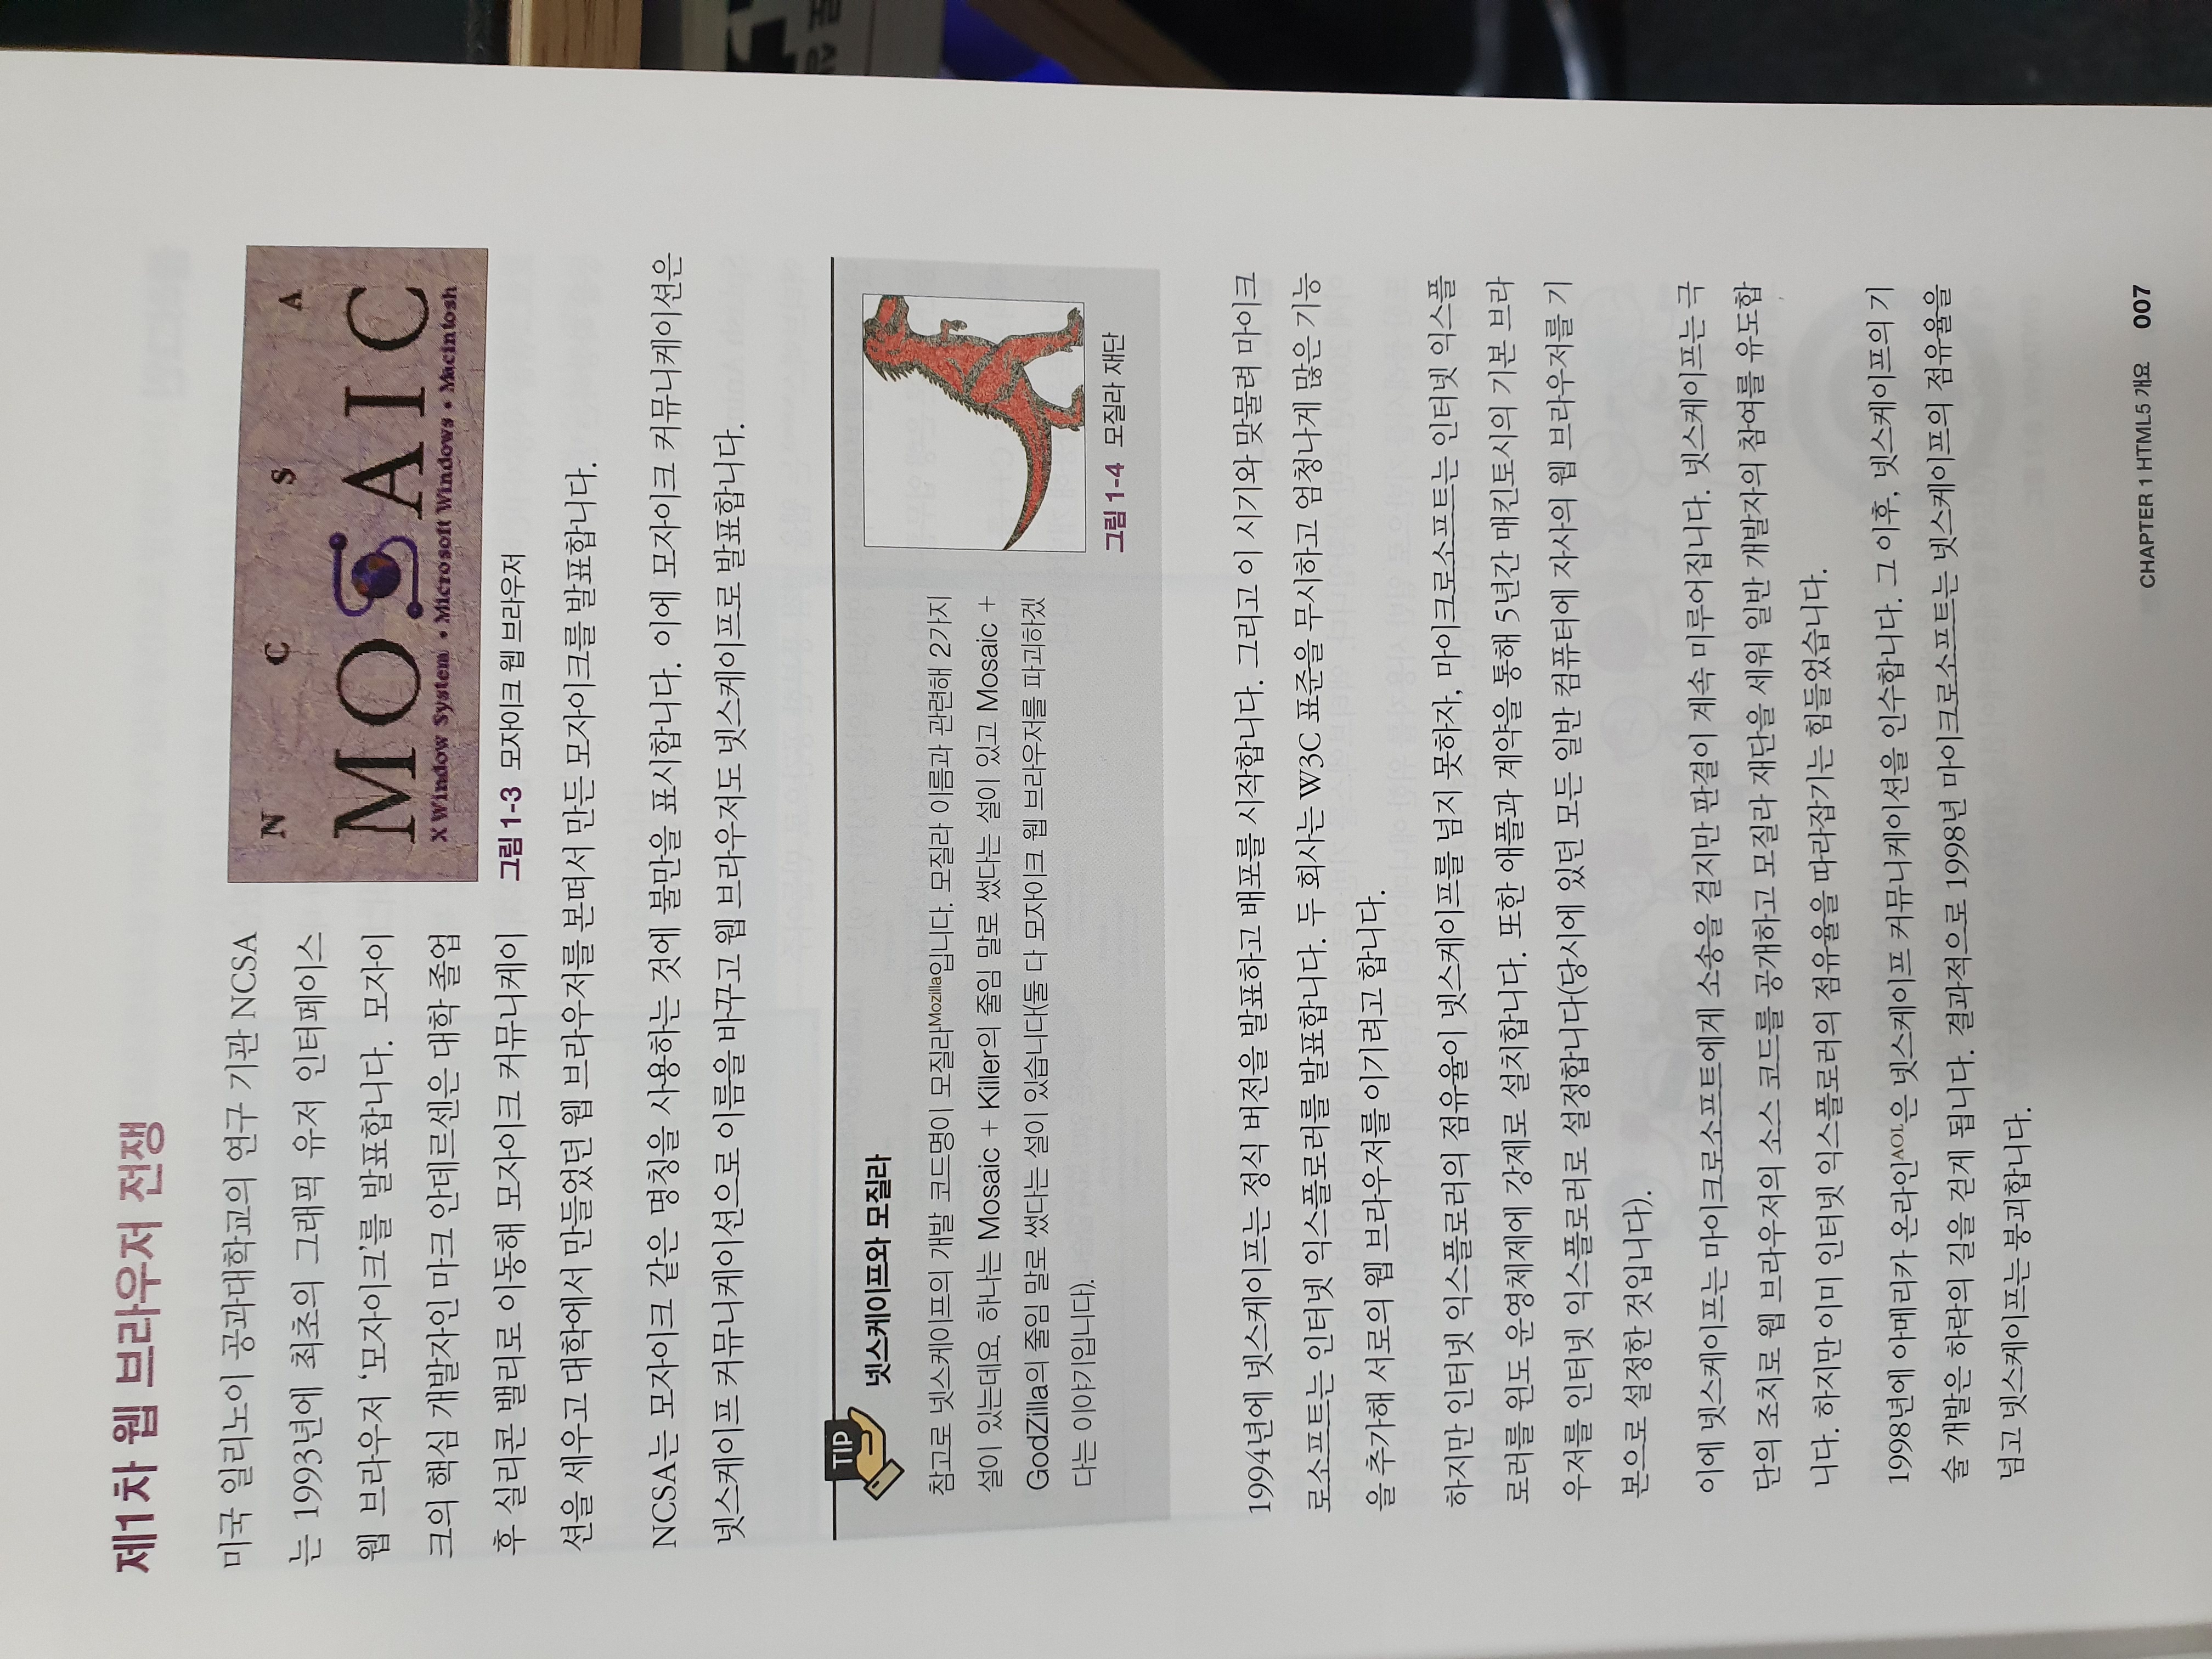 제1차 웹 브라우저 전쟁
미국 일리노이 공과대학교의 연구 기관 NCSA
는 1993년에 최초의 그래픽 유저 인터페이스
웹 브라우저 ‘모자이크’를 발표합니다. 모자이
크의 핵심 개발자인 마크 안데르센은 대학 졸업
후 실리콘 밸리로 이동해 모자이크 커뮤니케이
션을 세우고 대학에서 만들었던 웹 브라우저를 본떠서 만든 모자이크를 발표합니다.
N C S A
MOSAIC
X Window System • Microsoft Windows • Macintosh
그림 1-3 모자이크 웹 브라우저
NCSA는 모자이크 같은 명칭을 사용하는 것에 불만을 표시합니다. 이에 모자이크 커뮤니케이션은
넷스케이프 커뮤니케이션으로 이름을 바꾸고 웹 브라우저도 넷스케이프로 발표합니다.
TIP
넷스케이프와 모질라
참고로 넷스케이프의 개발 코드명이 모질라Mozilla입니다. 모질라 이름과 관련해 2가지
설이 있는데요. 하나는 Mosaic + Killer의 줄임 말로 썼다는 설이 있고 Mosaic +
GodZilla의 줄임 말로 썼다는 설이 있습니다(둘 다 모자이크 웹 브라우저를 파괴하겠
다는 이야기입니다).
그림 1-4 모질라 재단
1994년에 넷스케이프는 정식 버전을 발표하고 배포를 시작합니다. 그리고 이 시기와 맞물려 마이크
로소프트는 인터넷 익스플로러를 발표합니다. 두 회사는 W3C 표준을 무시하고 엄청나게 많은 기능
을 추가해 서로의 웹 브라우저를 이기려고 합니다.
하지만 인터넷 익스플로러의 점유율이 넷스케이프를 넘지 못하자, 마이크로소프트는 인터넷 익스플
로러를 윈도 운영체제에 강제로 설치합니다. 또한 애플과 계약을 통해 5년간 매킨토시의 기본 브라
우저를 인터넷 익스플로러로 설정합니다(당시에 있던 모든 일반 컴퓨터에 자사의 웹 브라우저를 기
본으로 설정한 것입니다).
이에 넷스케이프는 마이크로소프트에게 소송을 걸지만 판결이 계속 미루어집니다. 넷스케이프는 극
단의 조치로 웹 브라우저의 소스 코드를 공개하고 모질라 재단을 세워 일반 개발자의 참여를 유도합
니다. 하지만 이미 인터넷 익스플로러의 점유율을 따라잡기는 힘들었습니다.
1998년에 아메리카 온라인AOL은 넷스케이프 커뮤니케이션을 인수합니다. 그 이후, 넷스케이프의 기
술 개발은 하락의 길을 걷게 됩니다. 결과적으로 1998년 마이크로소프트는 넷스케이프의 점유율을
넘고 넷스케이프는 붕괴합니다.
CHAPTER 1 HTML5 개요 007